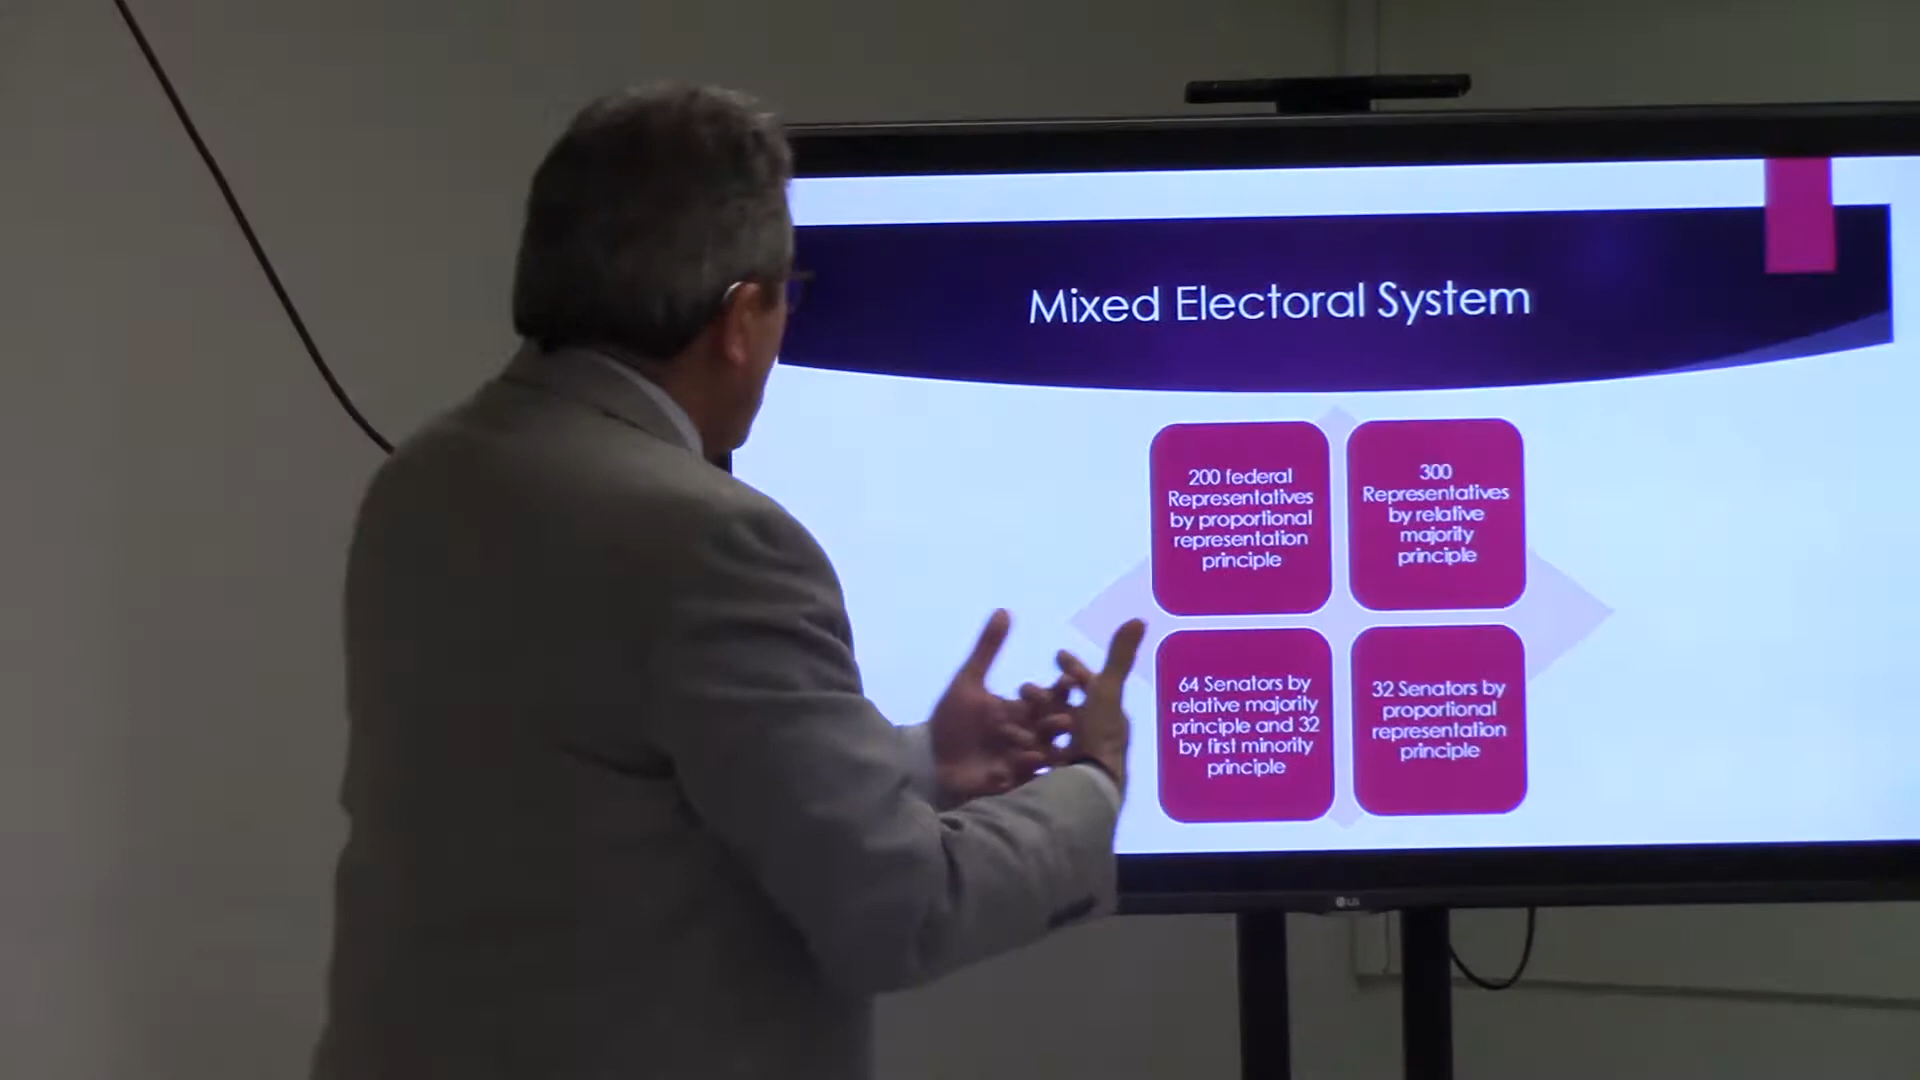 Mixed Electoral System
200 federal
Representatives
by proportional
representation
principle
300
Representatives
by relative
majority
principle
64 Senators by
relative majority
principle and 32
by first minority
principle
32 Senators by
proportional
representation
principle
LG